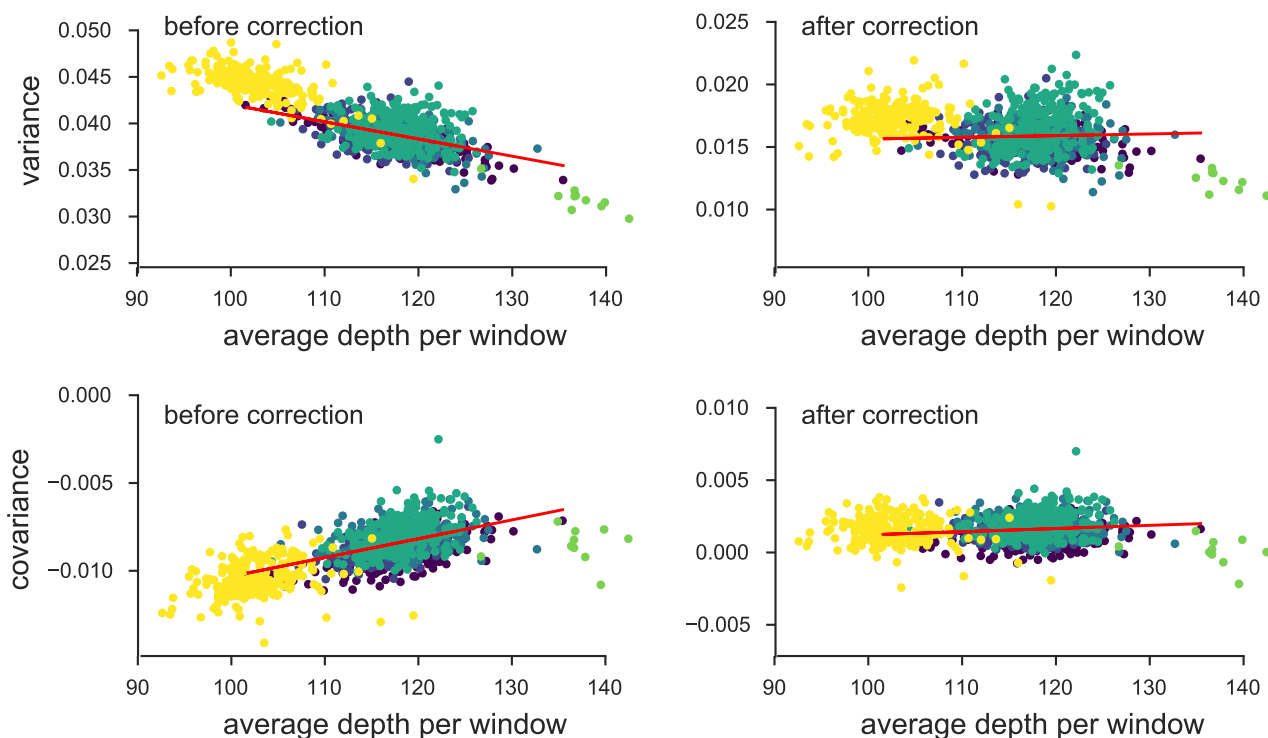 before correction
0.050
0.045
0.040
0.035
0.030
0.025
variance
90 100 110 120 130 140
average depth per window
after correction
0.025
0.020
0.015
0.010
90 100 110 120 130 140
average depth per window
before correction
0.000
−0.005
−0.010
covariance
90 100 110 120 130 140
average depth per window
after correction
0.010
0.005
0.000
−0.005
90 100 110 120 130 140
average depth per window